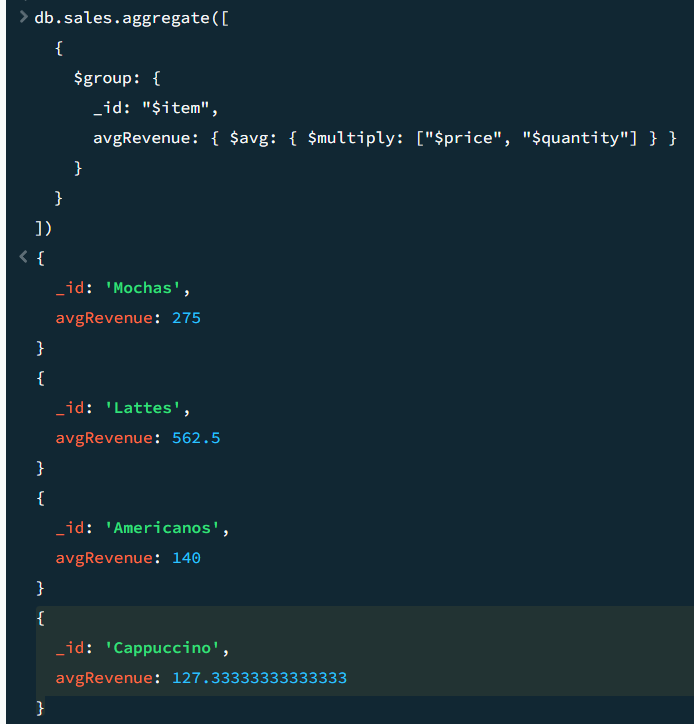 > db.sales.aggregate([
{
$group: {
_id: "$item",
avgRevenue: { $avg: { $multiply: ["$price", "$quantity"] } }
}
}
])
< {
_id: 'Mochas',
avgRevenue: 275
}
{
_id: 'Lattes',
avgRevenue: 562.5
}
{
_id: 'Americanos',
avgRevenue: 140
}
{
_id: 'Cappuccino',
avgRevenue: 127.33333333333333
}